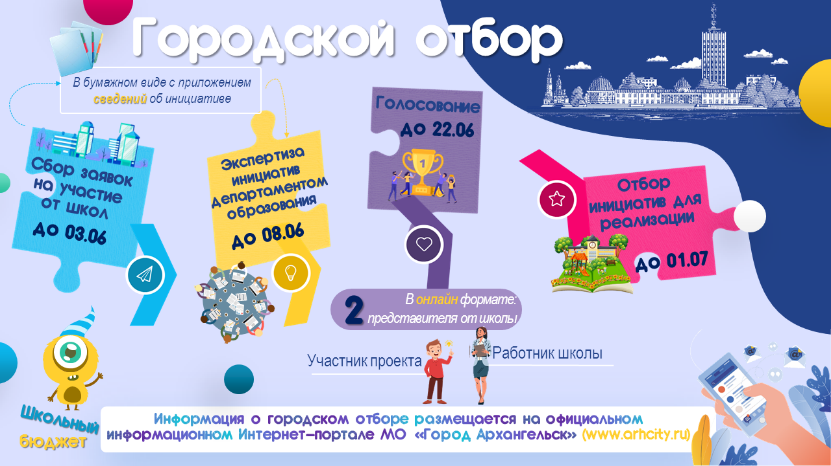 Городской отбор
В бумажном виде с приложением
сведений об инициативе
Сбор заявок
на участие
от школ
до 03.06
Экспертиза
инициатив
департаментом
образования
до 08.06
Голосование
до 22.06
1
Отбор
инициатив для
реализации
до 01.07
2
В онлайн формате:
представителя от школы!
Участник проекта
Работник школы
Школьный
бюджет
Информация о городском отборе размещается на официальном
информационном Интернет-портале МО «Город Архангельск» (www.arhcity.ru)